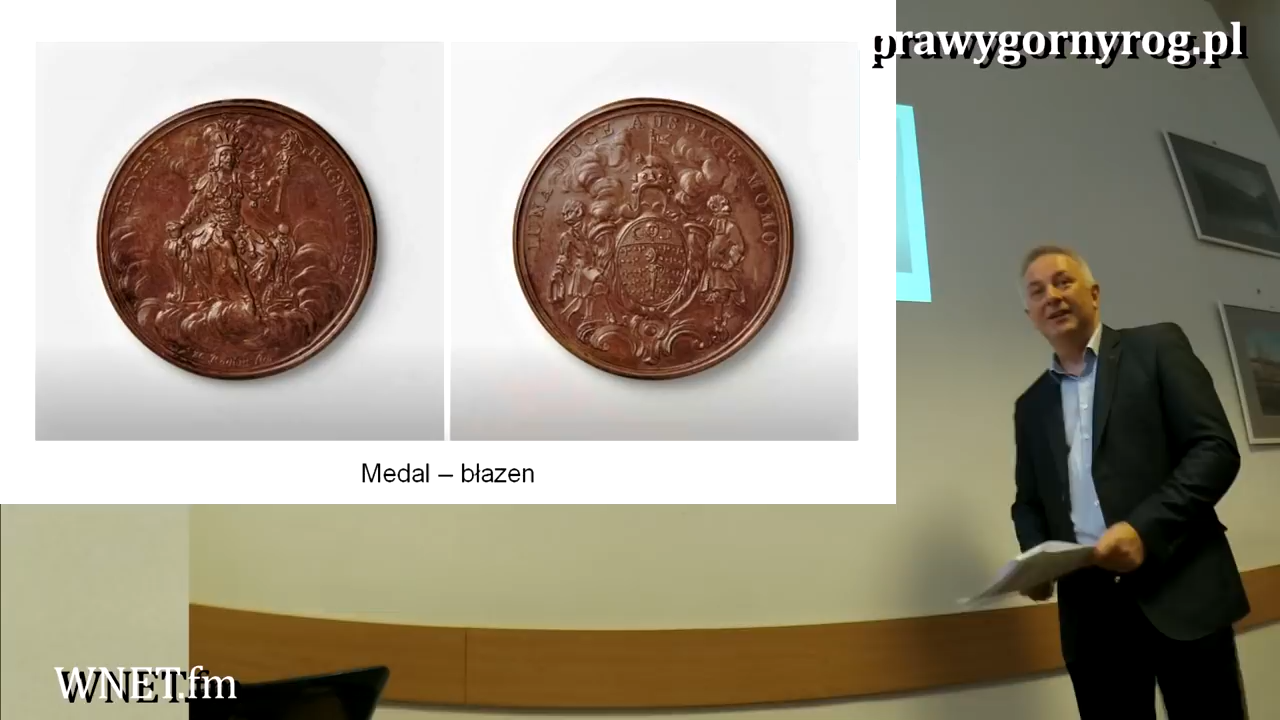 prawygornyrog.pl
LUNA DUCE AUSPICE MOMO
Medal – błazen
WNET.fm